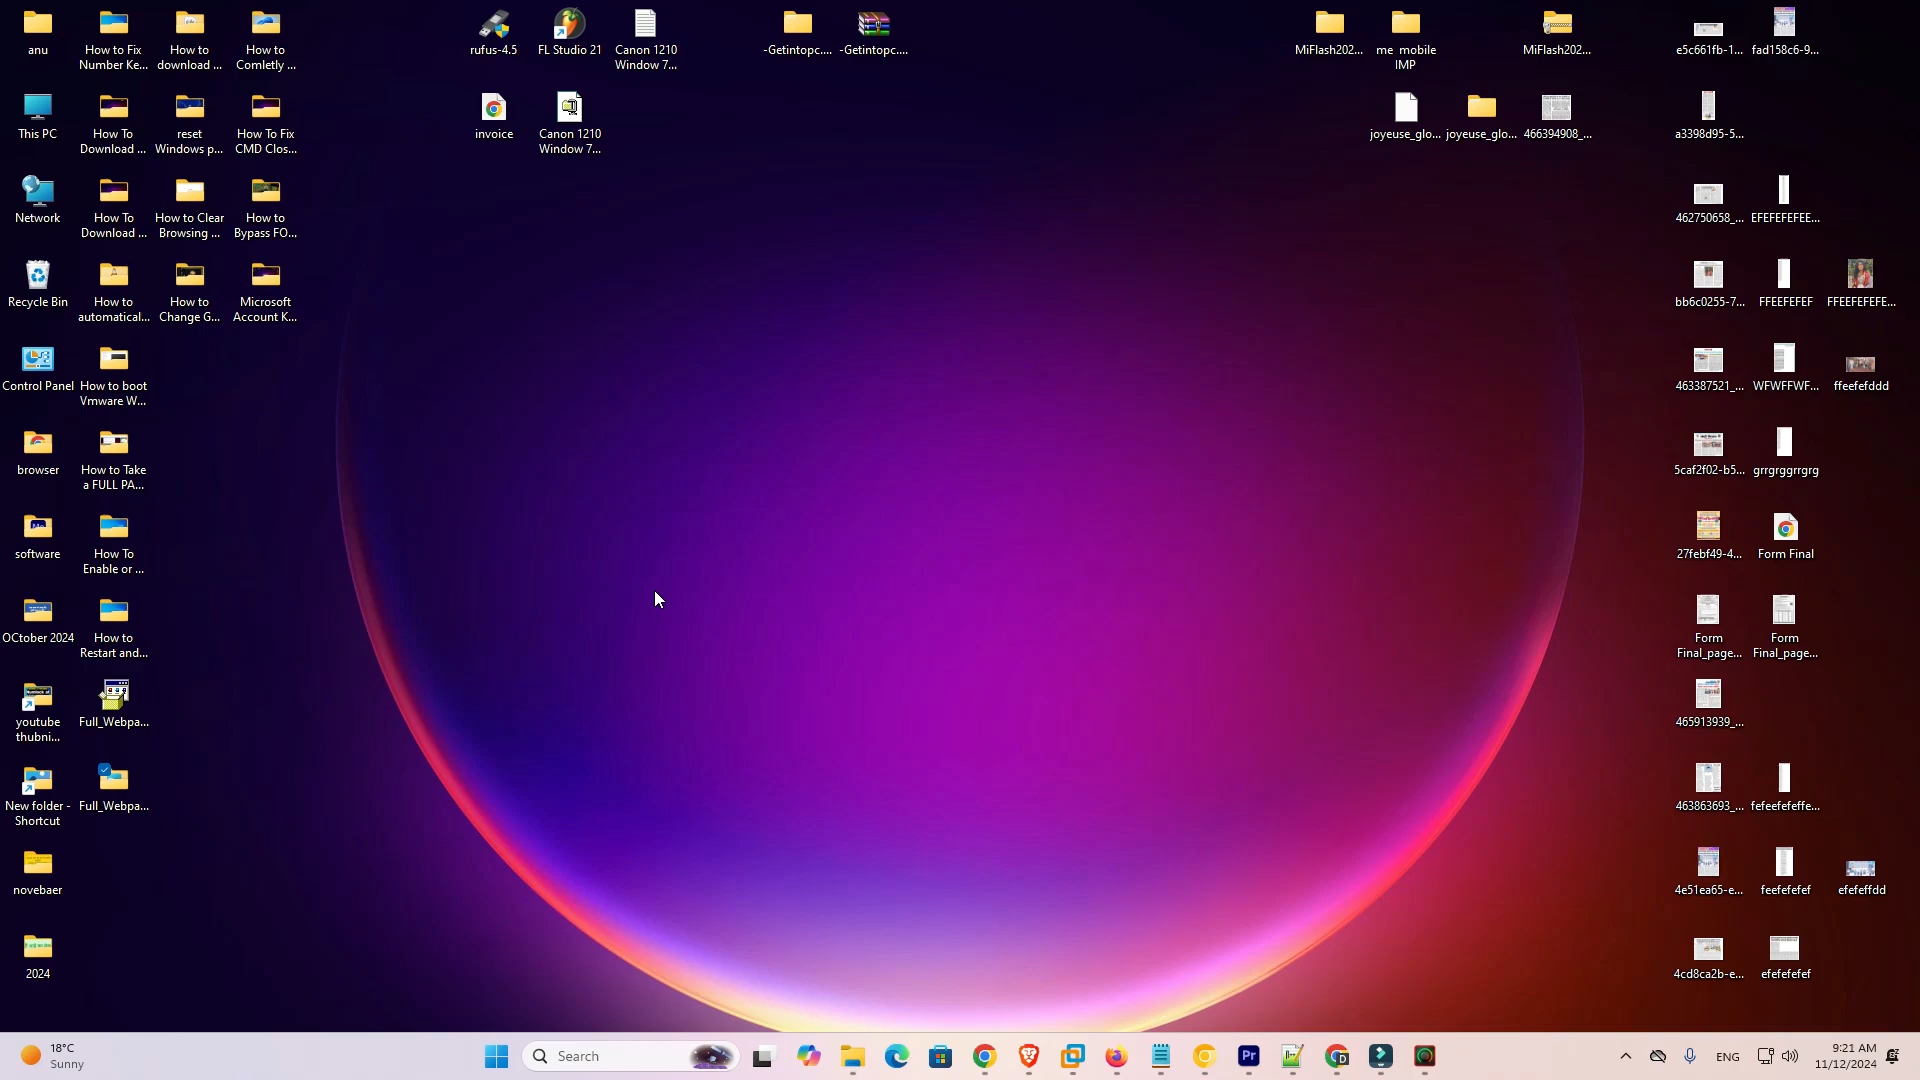 anu
How to Fix
Number Ke...
How to
download ...
How to
Comletly ...
rufus-4.5
FL Studio 21
Canon 1210
Window 7...
-Getintopc....
-Getintopc....
MiFlash202...
me mobile
IMP
MiFlash202...
e5c661fb-1...
fad158c6-9...
This PC
How To
Download ...
reset
Windows p...
How To Fix
CMD Clos...
invoice
Canon 1210
Window 7...
joyeuse_glo...
joyeuse_glo...
466394908_...
a3398d95-5...
Network
How To
Download ...
How to Clear
Browsing ...
How to
Bypass FO...
462750658_...
EFEFEFEFEE...
Recycle Bin
How to
automatical...
How to
Change G...
Microsoft
Account K...
bb6c0255-7...
FFEEFEFEF
FFEEFEFEFE...
Control Panel
How to boot
Vmware W...
463387521_...
WFWFFWF...
ffeefefddd
browser
How to Take
a FULL PA...
5caf2f02-b5...
grrgrggrrgrg
software
How To
Enable or ...
27febf49-4...
Form Final
OCtober 2024
How to
Restart and...
Form
Final_page...
Form
Final_page...
youtube
thubni...
Full_Webpa...
465913939_...
New folder -
Shortcut
Full_Webpa...
463863693_...
fefeefefeffe...
novebaer
4e51ea65-e...
feefefefef
efefeffdd
2024
4cd8ca2b-e...
efefefefef
18°C
Sunny
Search
Pr
D
ENG
9:21 AM
11/12/2024